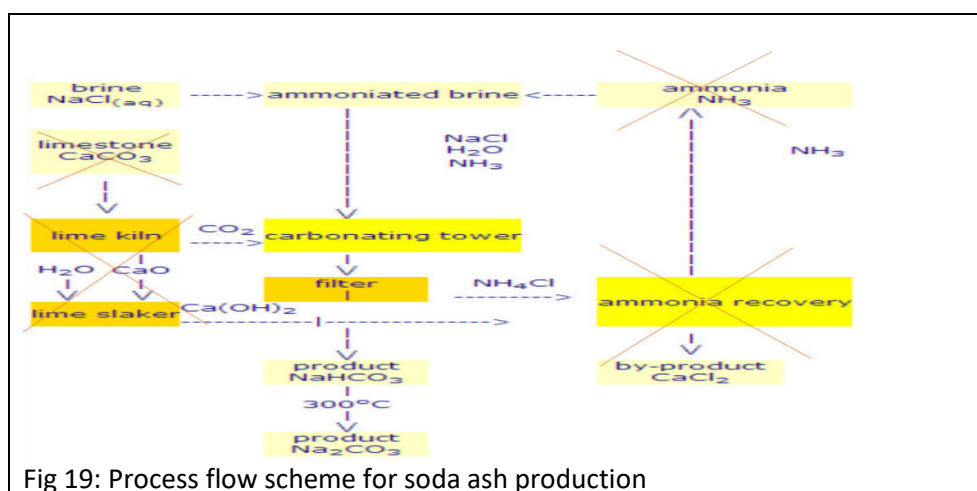 brine
NaCl(aq)
ammoniated brine
ammonia
NH₃
limestone
CaCO₃
NaCl
H₂O
NH₃
NH₃
lime kiln
CO₂
carbonating tower
H₂O
CaO
filter
NH₄Cl
ammonia recovery
lime slaker
Ca(OH)₂
product
NaHCO₃
by-product
CaCl₂
300°C
product
Na₂CO₃
Fig 19: Process flow scheme for soda ash production